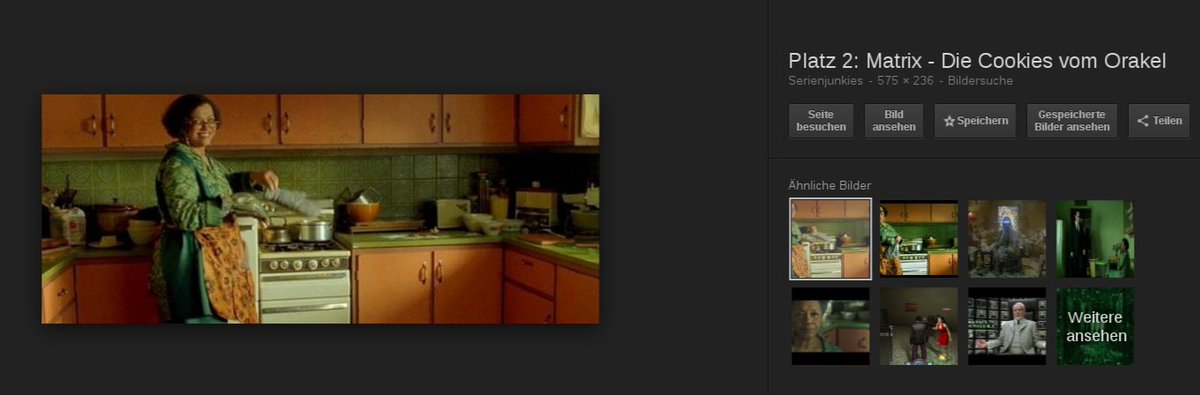 Platz 2: Matrix - Die Cookies vom Orakel
Serienjunkies - 575 × 236 - Bildersuche
Seite
besuchen
Bild
ansehen
Speichern
Gespeicherte
Bilder ansehen
Teilen
Ähnliche Bilder
Weitere
ansehen